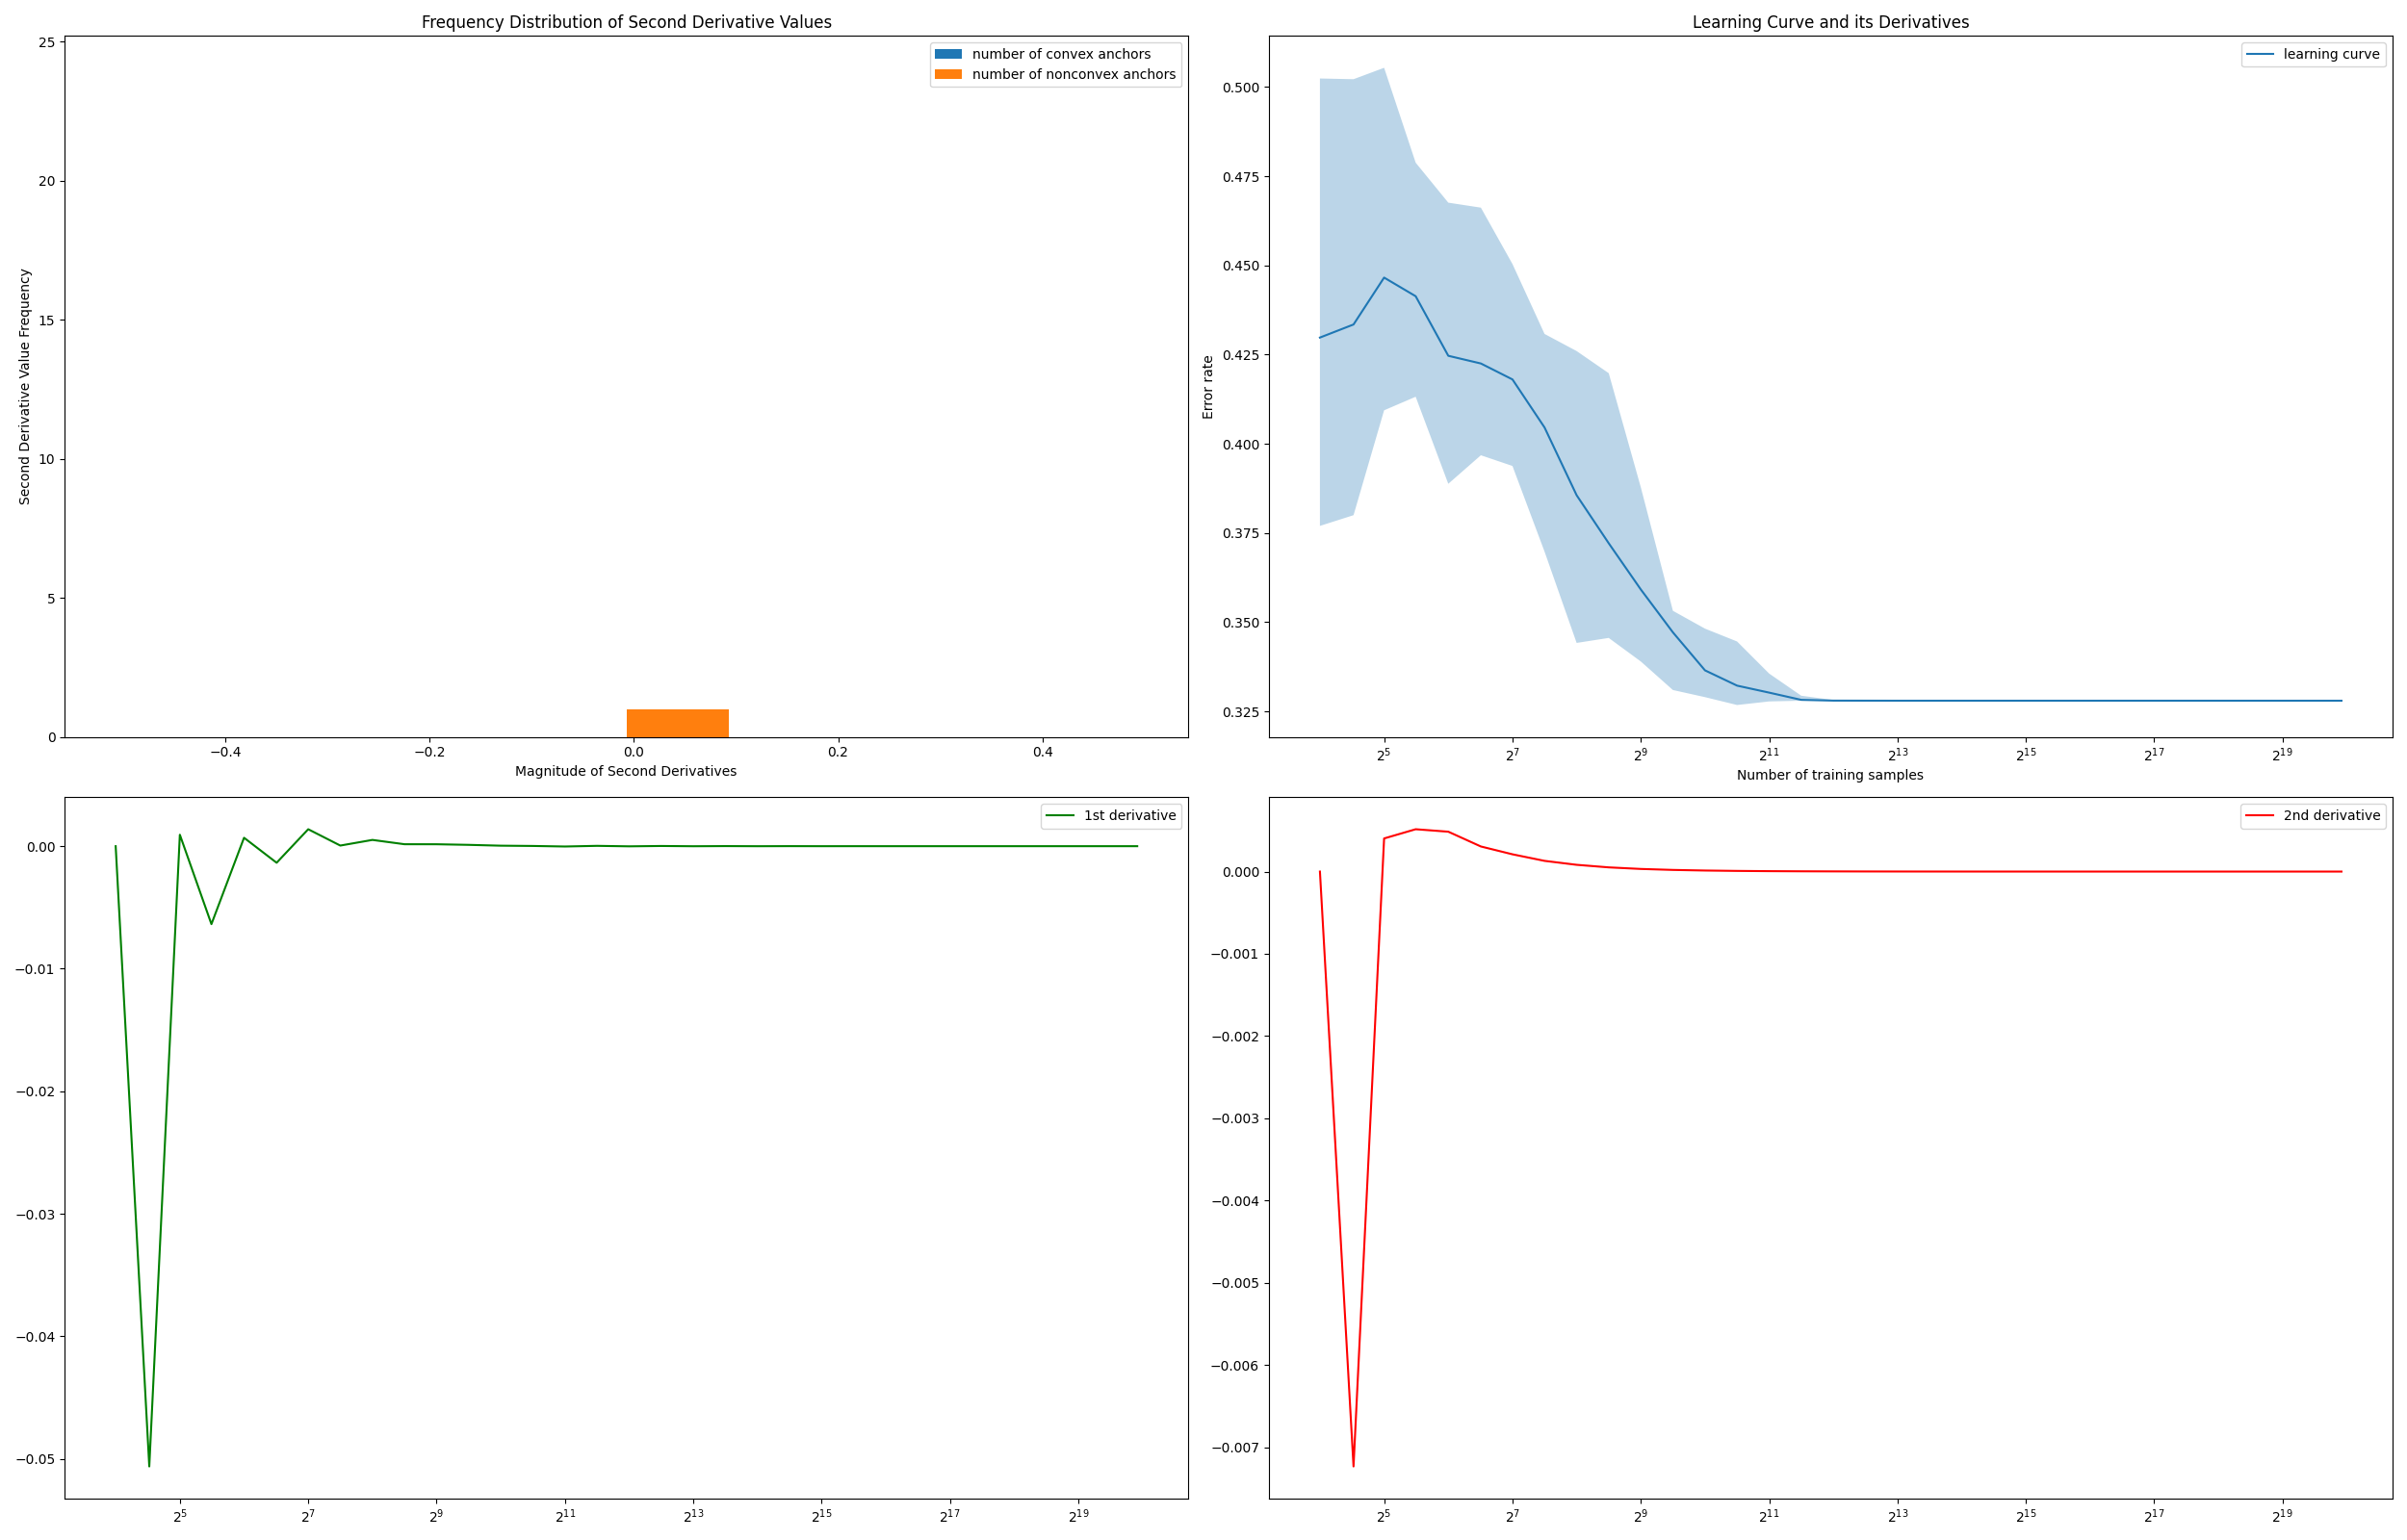 Frequency Distribution of Second Derivative Values
number of convex anchors
number of nonconvex anchors
Second Derivative Value Frequency
25
20
15
10
5
0
−0.4 −0.2 0.0 0.2 0.4
Magnitude of Second Derivatives
Learning Curve and its Derivatives
learning curve
Error rate
0.500
0.475
0.450
0.425
0.400
0.375
0.350
0.325
2^5 2^7 2^9 2^11 2^13 2^15 2^17 2^19
Number of training samples
1st derivative
0.00
−0.01
−0.02
−0.03
−0.04
−0.05
2^5 2^7 2^9 2^11 2^13 2^15 2^17 2^19
2nd derivative
0.000
−0.001
−0.002
−0.003
−0.004
−0.005
−0.006
−0.007
2^5 2^7 2^9 2^11 2^13 2^15 2^17 2^19